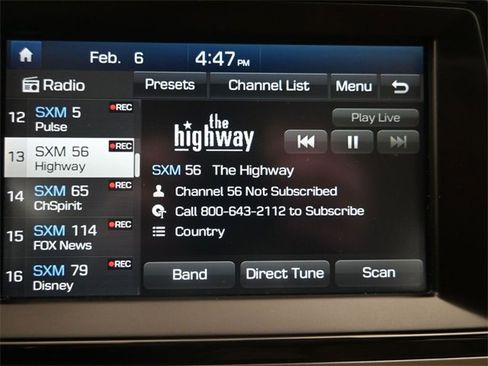 Feb. 6 4:47 PM
Radio Presets Channel List Menu
12 SXM 5 REC
Pulse
13 SXM 56 REC
Highway
14 SXM 65 REC
ChSpirit
15 SXM 114 REC
FOX News
16 SXM 79 REC
Disney
Play Live
the
highway
SXM 56 The Highway
Channel 56 Not Subscribed
Call 800-643-2112 to Subscribe
Country
Band Direct Tune Scan